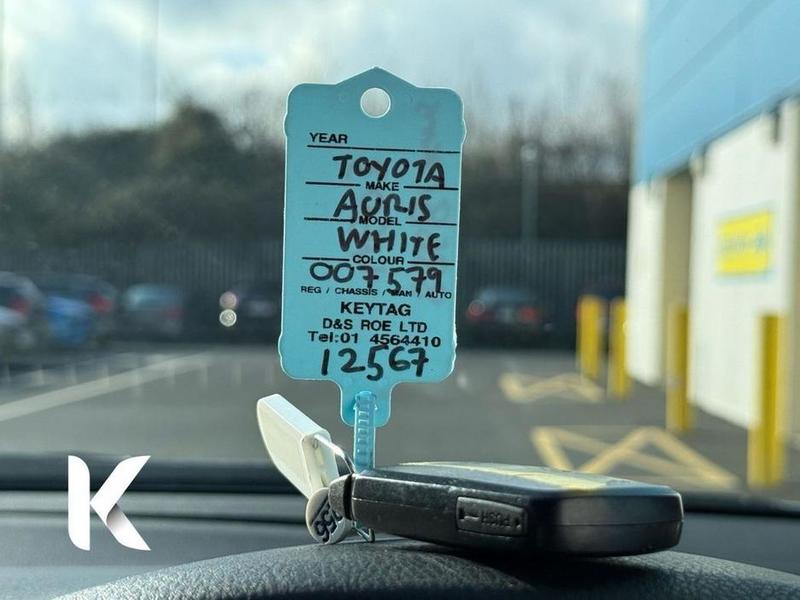 YEAR
TOYOTA
MAKE
AURIS
MODEL
WHITE
COLOUR
007579
REG / CHASSIS / MAN / AUTO
KEYTAG
D&S ROE LTD
Tel:01 4564410
12567
PUSH
K